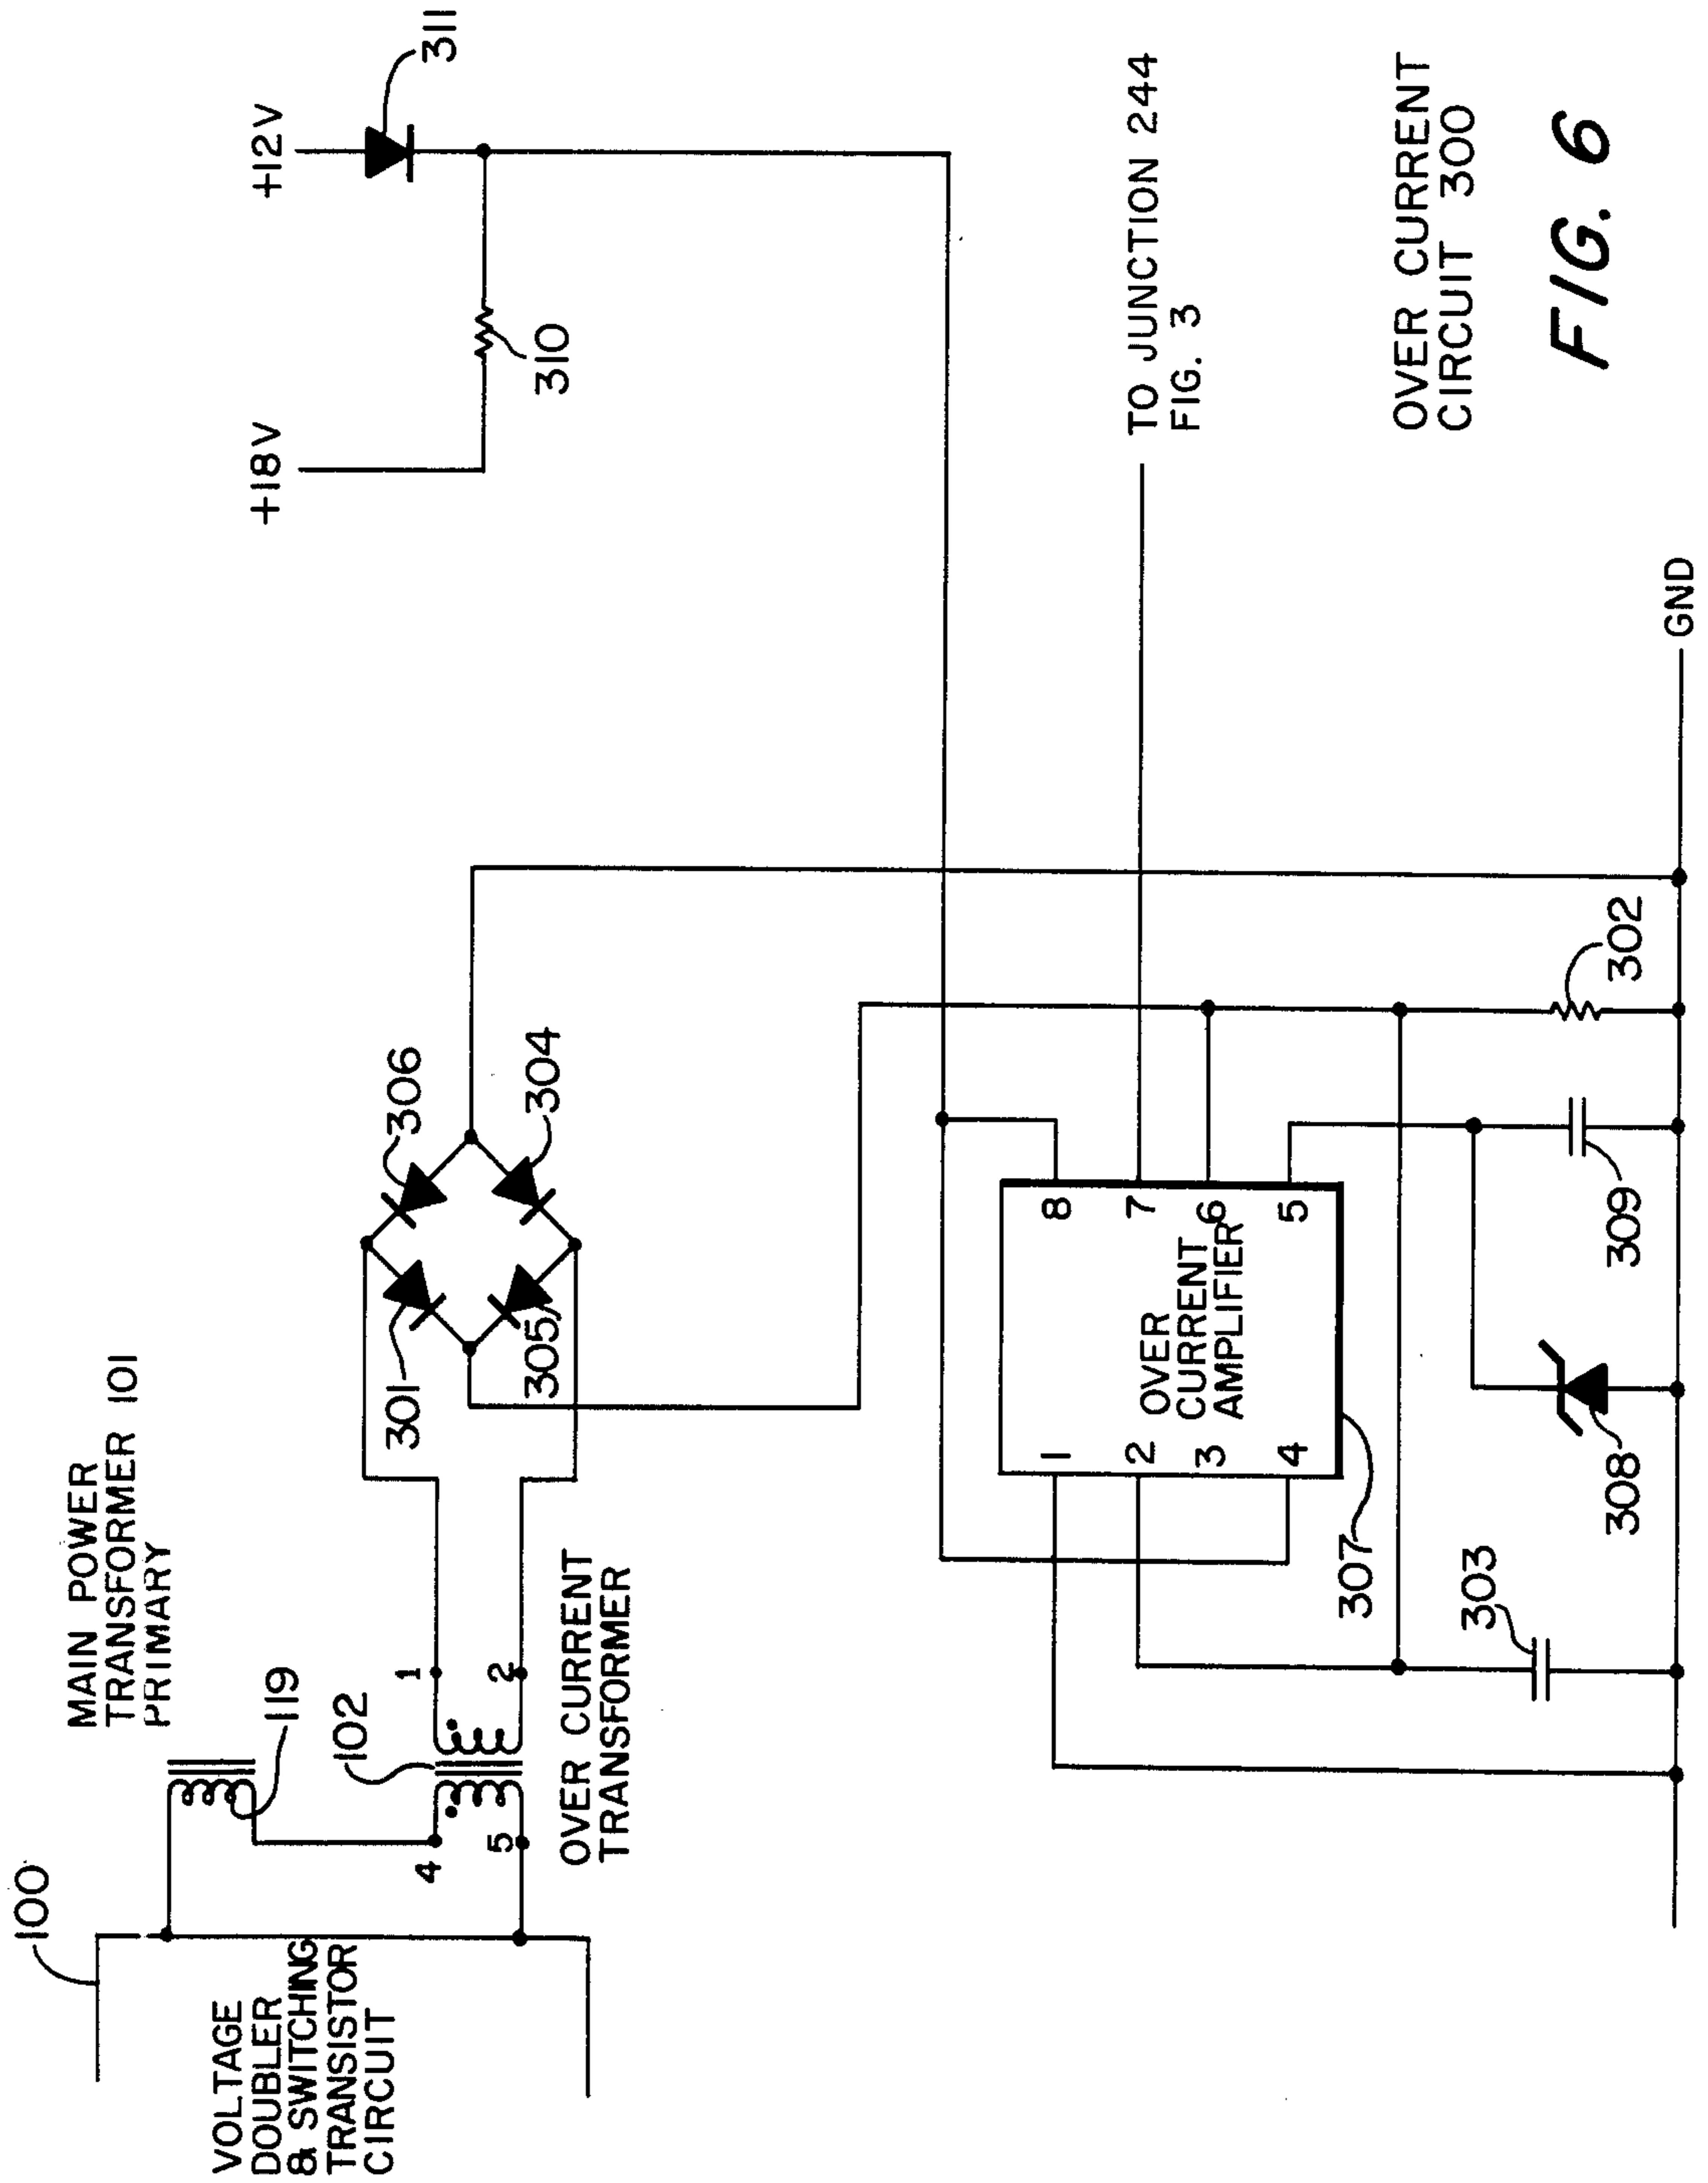 100
VOLTAGE
DOUBLER
& SWITCHING
TRANSISTOR
CIRCUIT
MAIN POWER
TRANSFORMER 101
PRIMARY
119
102
4
5
1
2
OVER CURRENT
TRANSFORMER
301
306
305
304
+18V
+12V
310
311
307
1
2
3
4
OVER
CURRENT
AMPLIFIER
8
7
6
5
303
308
309
302
GND
TO JUNCTION 244
FIG. 3
OVER CURRENT
CIRCUIT 300
FIG. 6